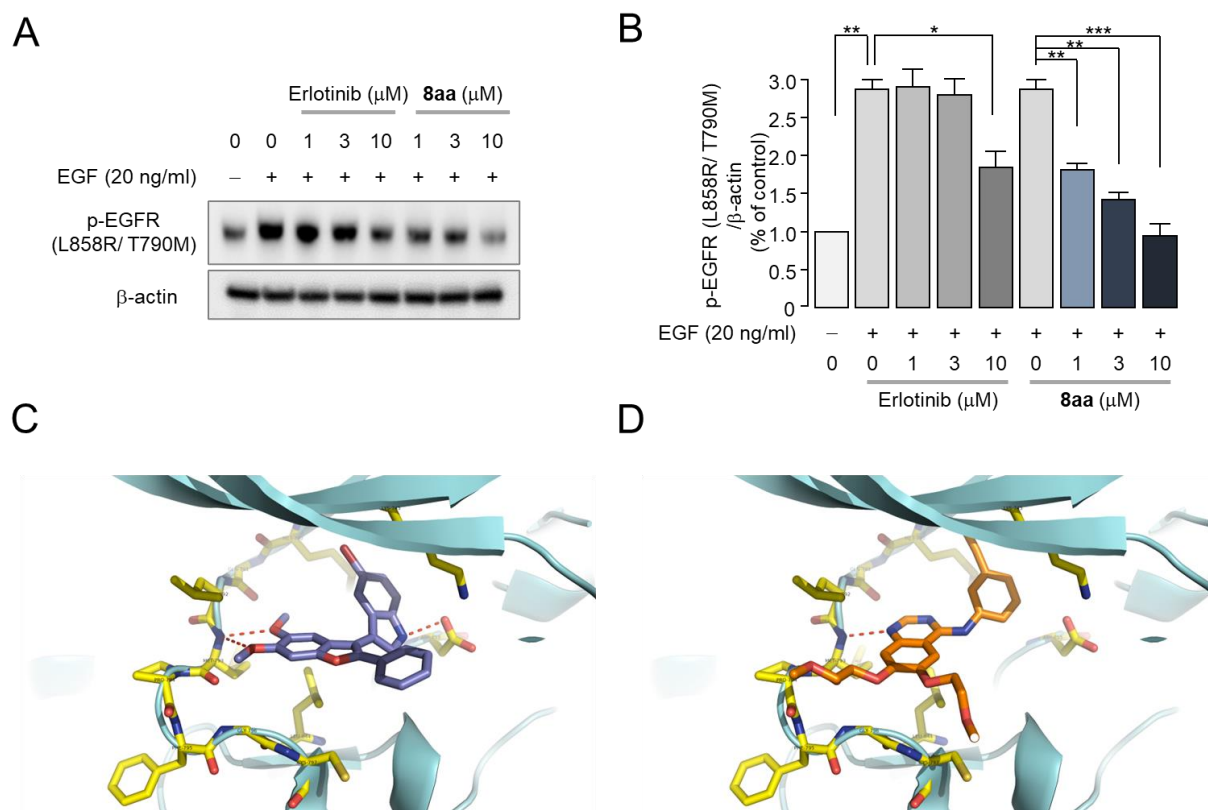 A
Erlotinib (μM) 8aa (μM)
0 0 1 3 10 1 3 10
EGF (20 ng/ml) – + + + + + + +
p-EGFR
(L858R/ T790M)
β-actin
B
** * *** ** **
p-EGFR (L858R/ T790M)
/β-actin
(% of control)
3.0
2.5
2.0
1.5
1.0
0.5
0
EGF (20 ng/ml) – + + + + + + + +
0 0 1 3 10 0 1 3 10
Erlotinib (μM) 8aa (μM)
C
D